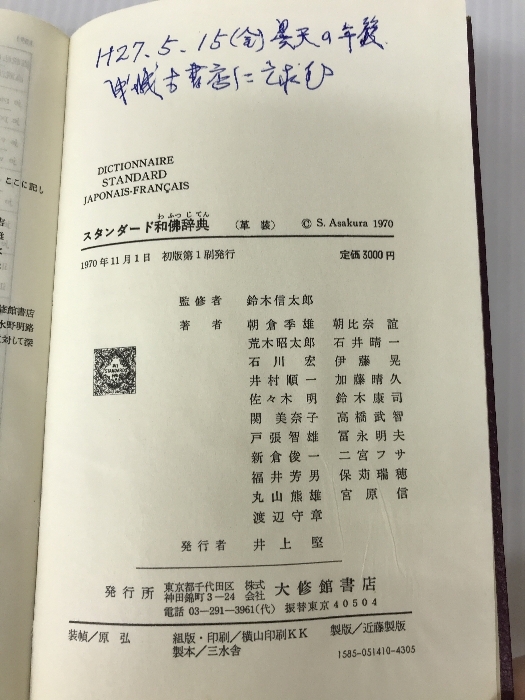 H27.5.15(金)曇天の午後
成城古書店にて求む
DICTIONNAIRE
STANDARD
JAPONAIS-FRANÇAIS
わふつじてん
スタンダード和佛辞典 (革装) © S. Asakura 1970
1970年11月1日 初版第1刷発行 定価3000円
監修者 鈴木信太郎
著者 朝倉季雄 朝比奈誼
荒木昭太郎 石井晴一
石川宏 伊藤晃
井村順一 加藤晴久
佐々木明 鈴木康司
関美奈子 高橋武智
戸張智雄 冨永明夫
新倉俊一 二宮フサ
福井芳男 保苅瑞穂
丸山熊雄 宮原信
渡辺守章
発行者 井上堅
発行所 東京都千代田区神田錦町3-24 株式会社 大修館書店
電話 03-291-3961(代) 振替東京40504
装幀/原弘 組版・印刷/横山印刷KK 製版/近藤製版
製本/三水舎 1585-051410-4305
ここに記し
修館書店
水野明路
に対して深